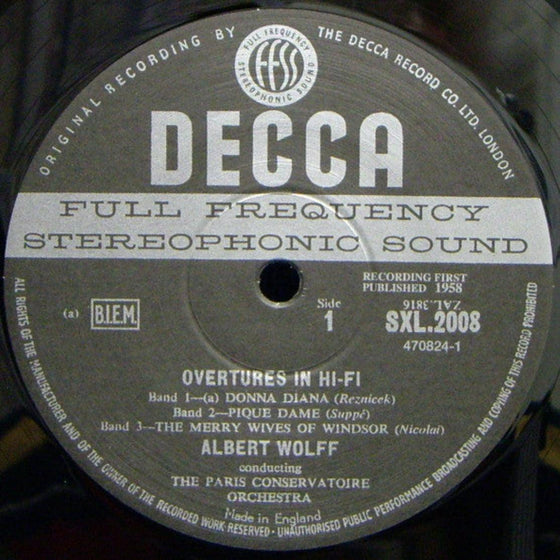 ORIGINAL RECORDING BY THE DECCA RECORD CO. LTD. LONDON
FULL FREQUENCY
STEREOPHONIC SOUND
FFSS
DECCA
FULL FREQUENCY
STEREOPHONIC SOUND
RECORDING FIRST
PUBLISHED 1958
ZAL.3816
(a) B.I.E.M. Side
1 SXL.2008
470824-1
OVERTURES IN HI-FI
Band 1—(a) DONNA DIANA (Reznicek)
Band 2—PIQUE DAME (Suppé)
Band 3—THE MERRY WIVES OF WINDSOR (Nicolai)
ALBERT WOLFF
conducting
THE PARIS CONSERVATOIRE
ORCHESTRA
Made in England
ALL RIGHTS OF THE MANUFACTURER AND OF THE OWNER OF THE RECORDED WORK RESERVED · UNAUTHORISED PUBLIC PERFORMANCE BROADCASTING AND COPYING OF THIS RECORD PROHIBITED